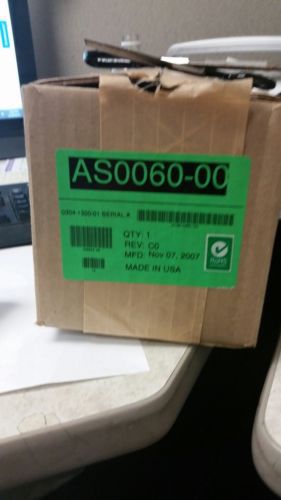 AS0060-00
0304-1300-01 SERIAL #
QTY: 1
REV: C0
MFD: Nov 07, 2007
MADE IN USA
RoHS